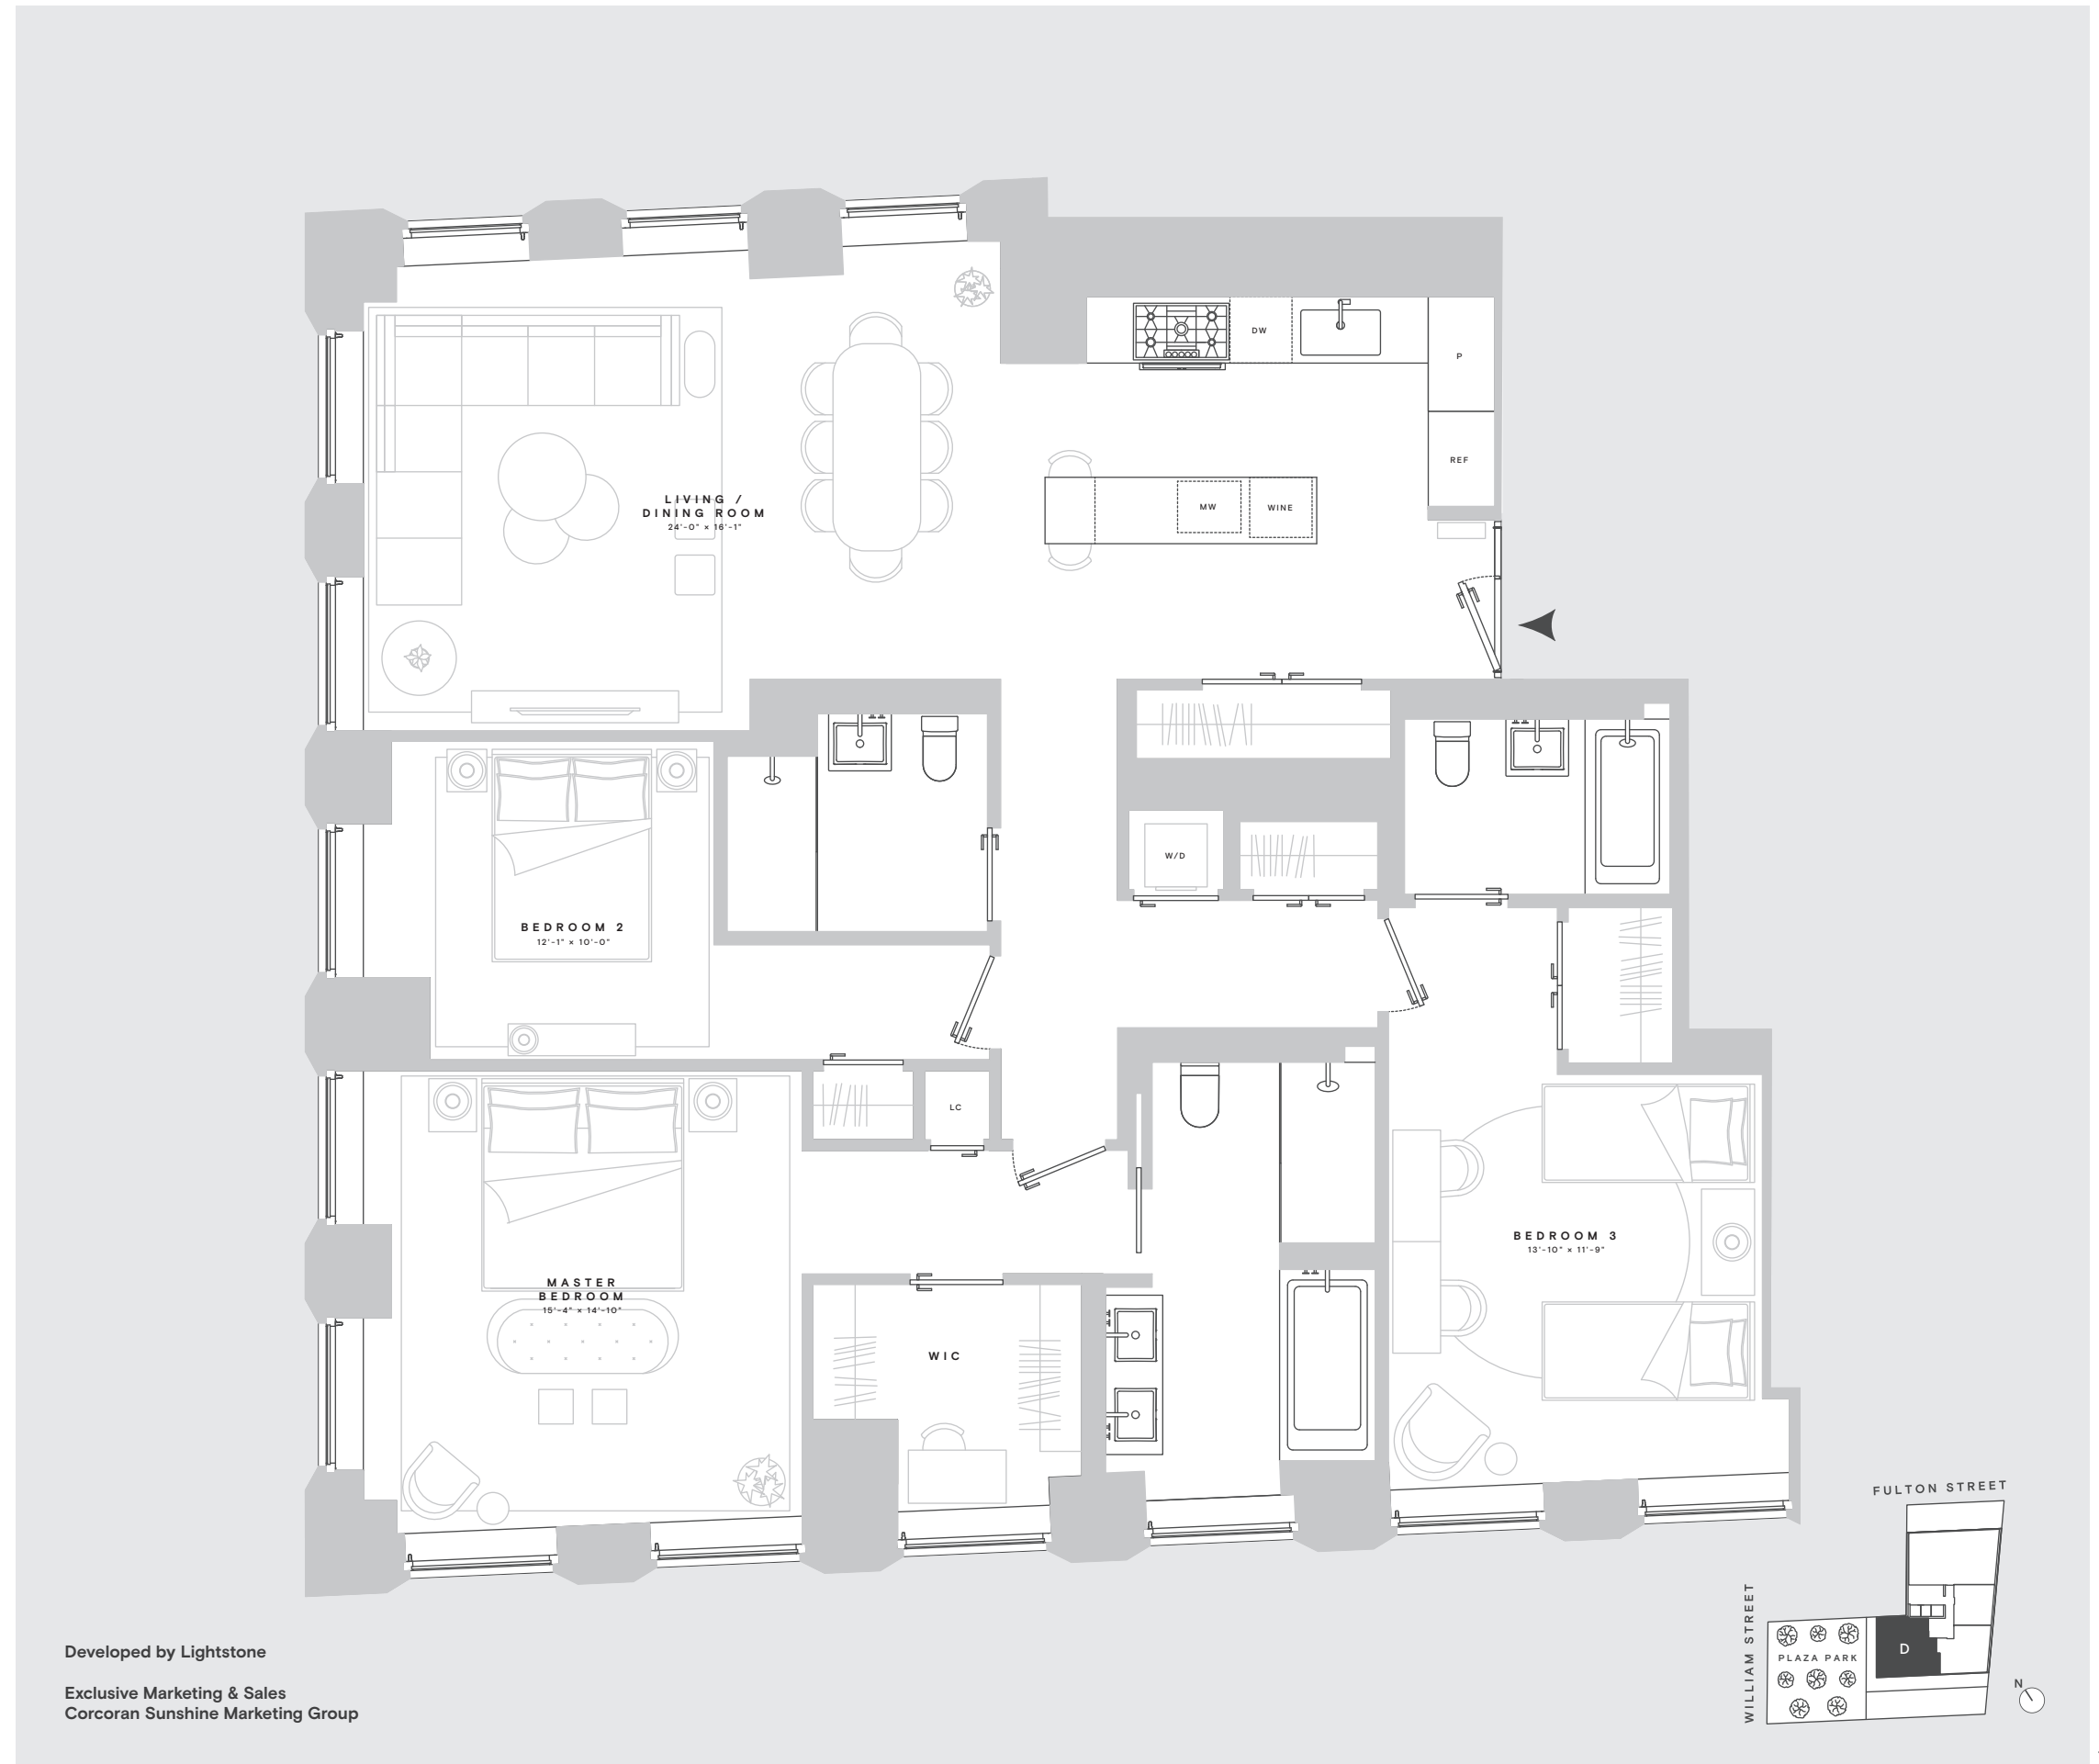 DW
P
REF
LIVING /
DINING ROOM
24'-0" × 16'-1"
MW
WINE
W/D
BEDROOM 2
12'-1" × 10'-0"
LC
BEDROOM 3
13'-10" × 11'-9"
MASTER
BEDROOM
15'-4" × 14'-10"
WIC
FULTON STREET
WILLIAM STREET
PLAZA PARK
D
N
Developed by Lightstone
Exclusive Marketing & Sales
Corcoran Sunshine Marketing Group